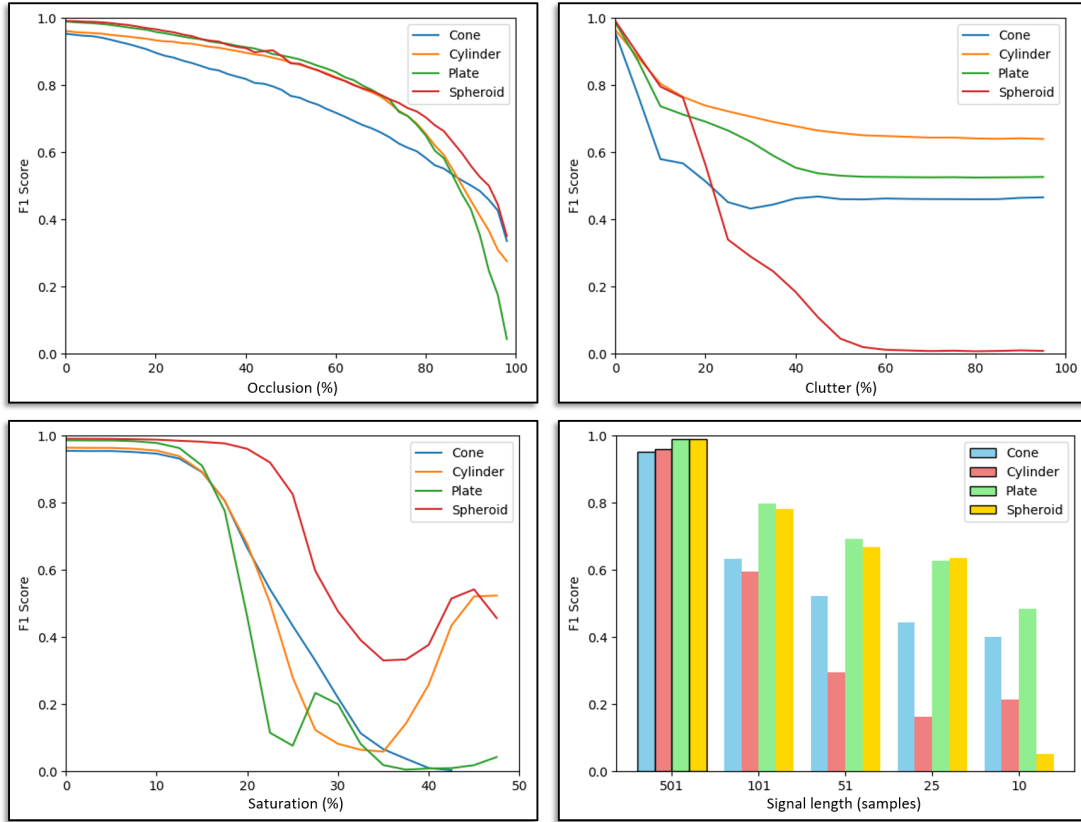 1.0
0.8
0.6
0.4
0.2
0.0
F1 Score
Cone
Cylinder
Plate
Spheroid
0 20 40 60 80 100
Occlusion (%)
1.0
0.8
0.6
0.4
0.2
0.0
F1 Score
Cone
Cylinder
Plate
Spheroid
0 20 40 60 80 100
Clutter (%)
1.0
0.8
0.6
0.4
0.2
0.0
F1 Score
Cone
Cylinder
Plate
Spheroid
0 10 20 30 40 50
Saturation (%)
1.0
0.8
0.6
0.4
0.2
0.0
F1 Score
Cone
Cylinder
Plate
Spheroid
501 101 51 25 10
Signal length (samples)